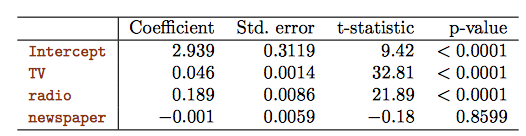 Coefficient Std. error t-statistic p-value
Intercept 2.939 0.3119 9.42 < 0.0001
TV 0.046 0.0014 32.81 < 0.0001
radio 0.189 0.0086 21.89 < 0.0001
newspaper −0.001 0.0059 −0.18 0.8599